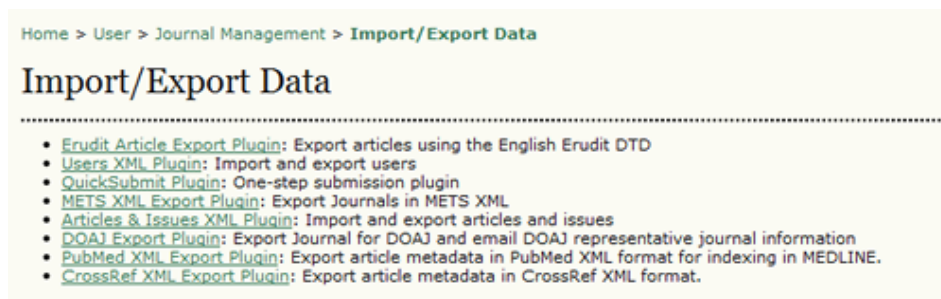 Home > User > Journal Management > Import/Export Data
Import/Export Data
• Erudit Article Export Plugin: Export articles using the English Erudit DTD
• Users XML Plugin: Import and export users
• QuickSubmit Plugin: One-step submission plugin
• METS XML Export Plugin: Export Journals in METS XML
• Articles & Issues XML Plugin: Import and export articles and issues
• DOAJ Export Plugin: Export Journal for DOAJ and email DOAJ representative journal information
• PubMed XML Export Plugin: Export article metadata in PubMed XML format for indexing in MEDLINE.
• CrossRef XML Export Plugin: Export article metadata in CrossRef XML format.